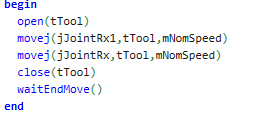 begin
open(tTool)
movej(jJointRx1,tTool,mNomSpeed)
movej(jJointRx,tTool,mNomSpeed)
close(tTool)
waitEndMove()
end